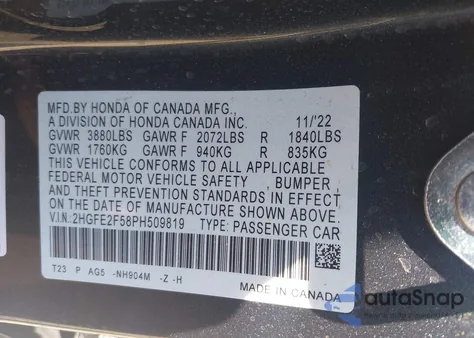 MFD.BY HONDA OF CANADA MFG.,
A DIVISION OF HONDA CANADA INC. 11/'22
GVWR 3880LBS GAWR F 2072LBS R 1840LBS
GVWR 1760KG GAWR F 940KG R 835KG
THIS VEHICLE CONFORMS TO ALL APPLICABLE
FEDERAL MOTOR VEHICLE SAFETY , BUMPER ,
AND THEFT PREVENTION STANDARDS IN EFFECT
ON THE DATE OF MANUFACTURE SHOWN ABOVE.
V.I.N:2HGFE2F58PH509819 TYPE: PASSENGER CAR
T23 P AG5 -NH904M -Z -H
MADE IN CANADA
autaSnap